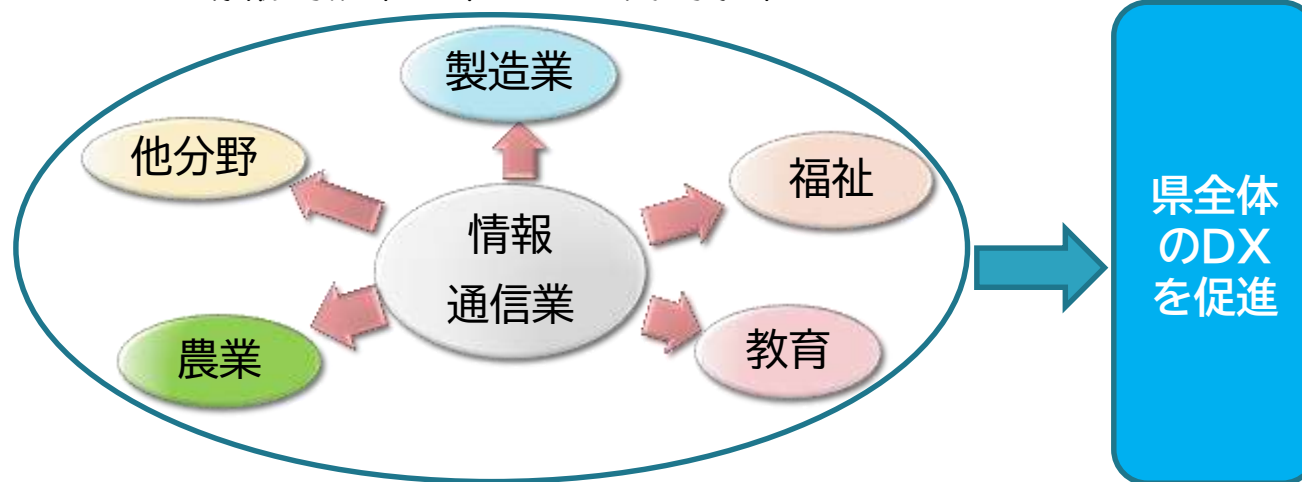 製造業
他分野
福祉
情報
通信業
農業
教育
県全体
のDX
を促進